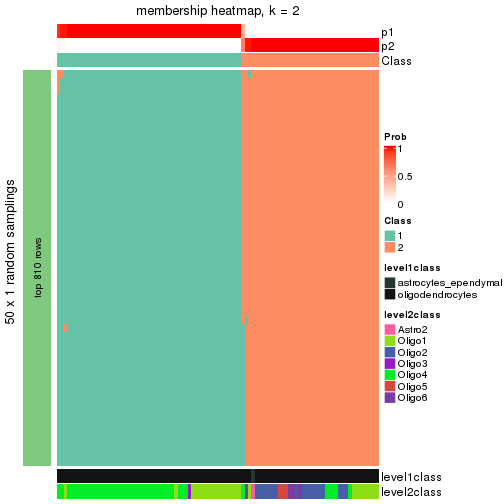 membership heatmap, k = 2
p1
p2
Class
50 x 1 random samplings
top 810 rows
Prob
1
0.5
0
Class
1
2
level1class
astrocytes_ependymal
oligodendrocytes
level2class
Astro2
Oligo1
Oligo2
Oligo3
Oligo4
Oligo5
Oligo6
level1class
level2class